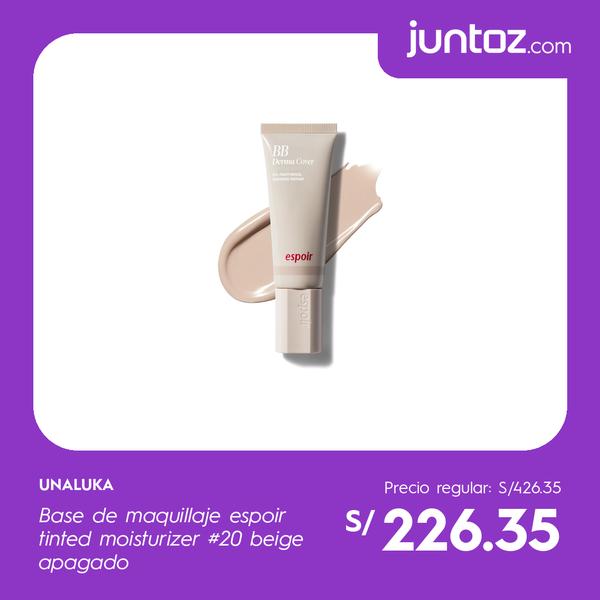 juntoz.com
BB
Derma Cover
espoir
espoir
UNALUKA
Base de maquillaje espoir
tinted moisturizer #20 beige
apagado
Precio regular: S/426.35
S/ 226.35